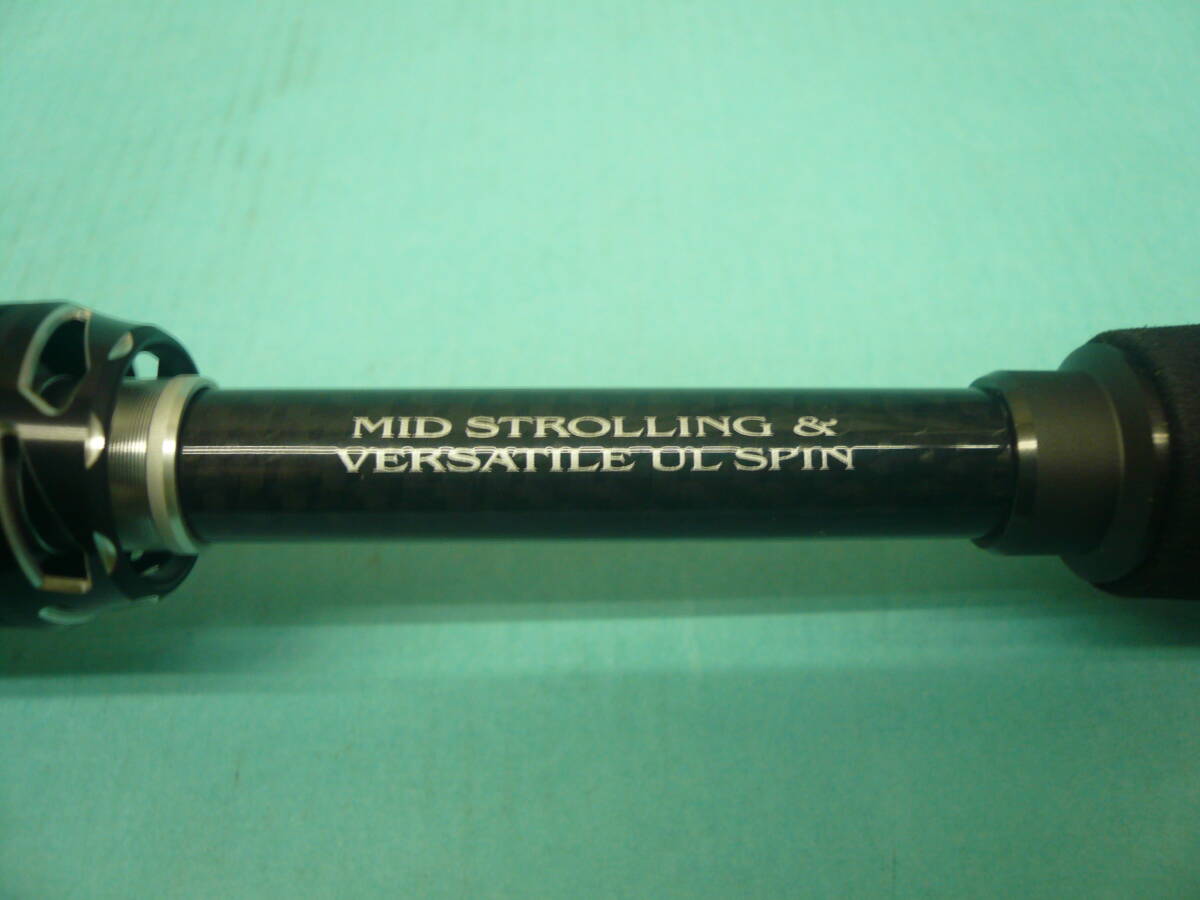 MID STROLLING &
VERSATILE UL SPIN